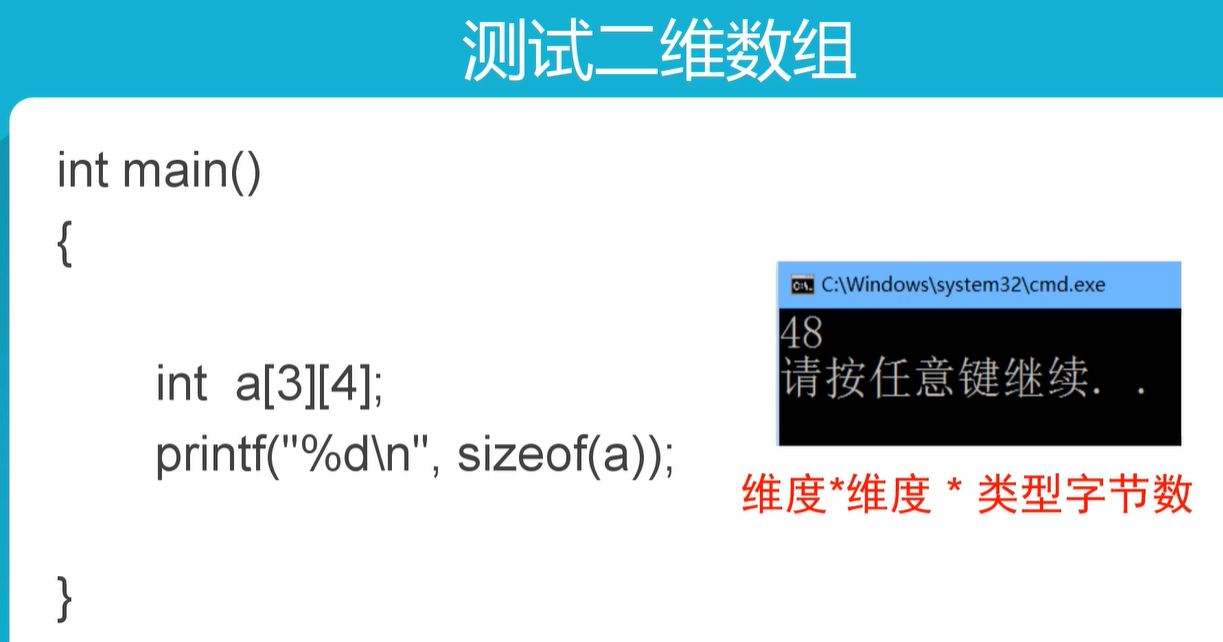 测试二维数组
int main()
{
int a[3][4];
printf("%d\n", sizeof(a));
}
C:\Windows\system32\cmd.exe
48
请按任意键继续. .
维度*维度 * 类型字节数